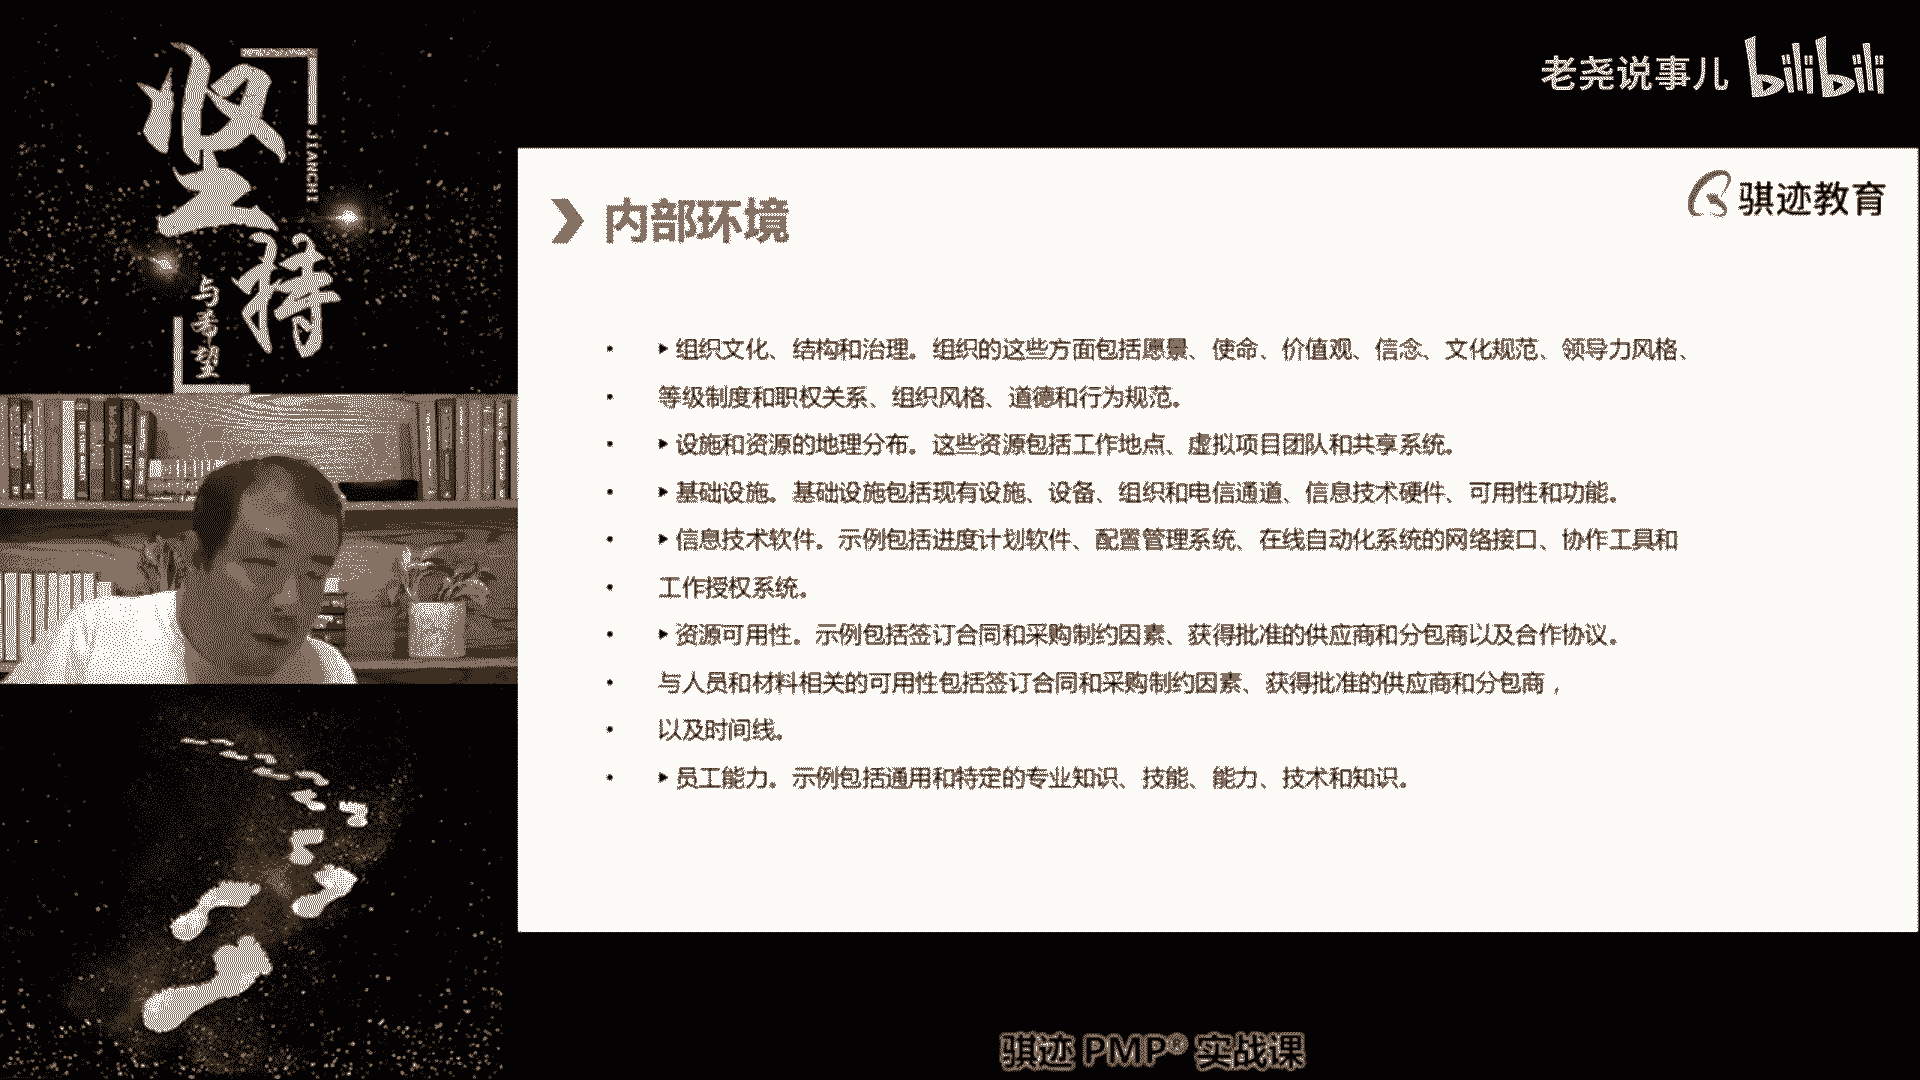 坚
持
JIANCHI
与希望
老尧说事儿 bilibili
骐迹教育
内部环境
• ▶ 组织文化、结构和治理。组织的这些方面包括愿景、使命、价值观、信念、文化规范、领导力风格、
• 等级制度和职权关系、组织风格、道德和行为规范。
• ▶ 设施和资源的地理分布。这些资源包括工作地点、虚拟项目团队和共享系统。
• ▶ 基础设施。基础设施包括现有设施、设备、组织和电信通道、信息技术硬件、可用性和功能。
• ▶ 信息技术软件。示例包括进度计划软件、配置管理系统、在线自动化系统的网络接口、协作工具和
• 工作授权系统。
• ▶ 资源可用性。示例包括签订合同和采购制约因素、获得批准的供应商和分包商以及合作协议。
• 与人员和材料相关的可用性包括签订合同和采购制约因素、获得批准的供应商和分包商，
• 以及时间线。
• ▶ 员工能力。示例包括通用和特定的专业知识、技能、能力、技术和知识。
骐迹 PMP® 实战课